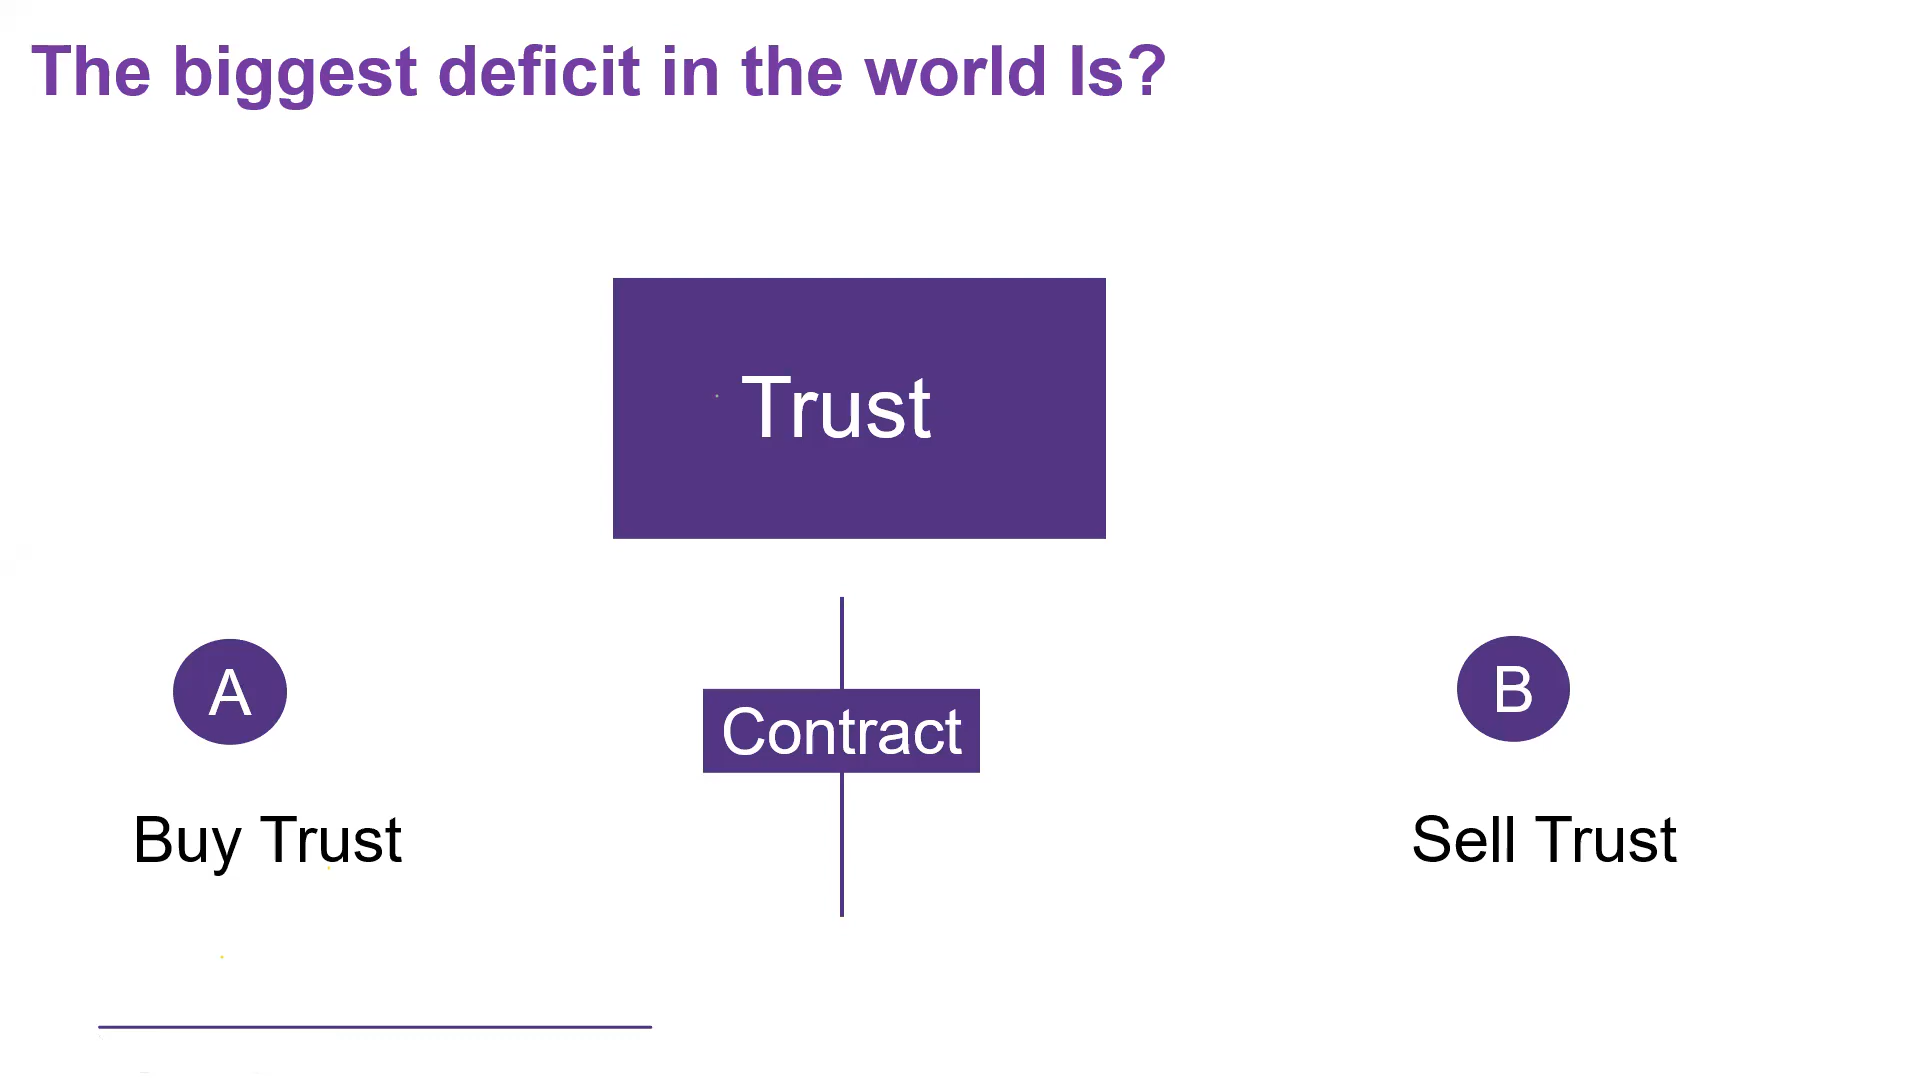 The biggest deficit in the world Is?
Trust
A
B
Contract
Buy Trust
Sell Trust